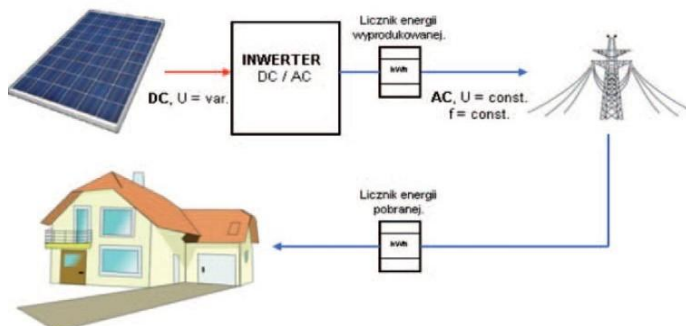 Licznik energii
wyprodukowanej.
INWERTER
DC / AC
kWh
DC, U = var.
AC, U = const.
f = const.
Licznik energii
pobranej.
kWh